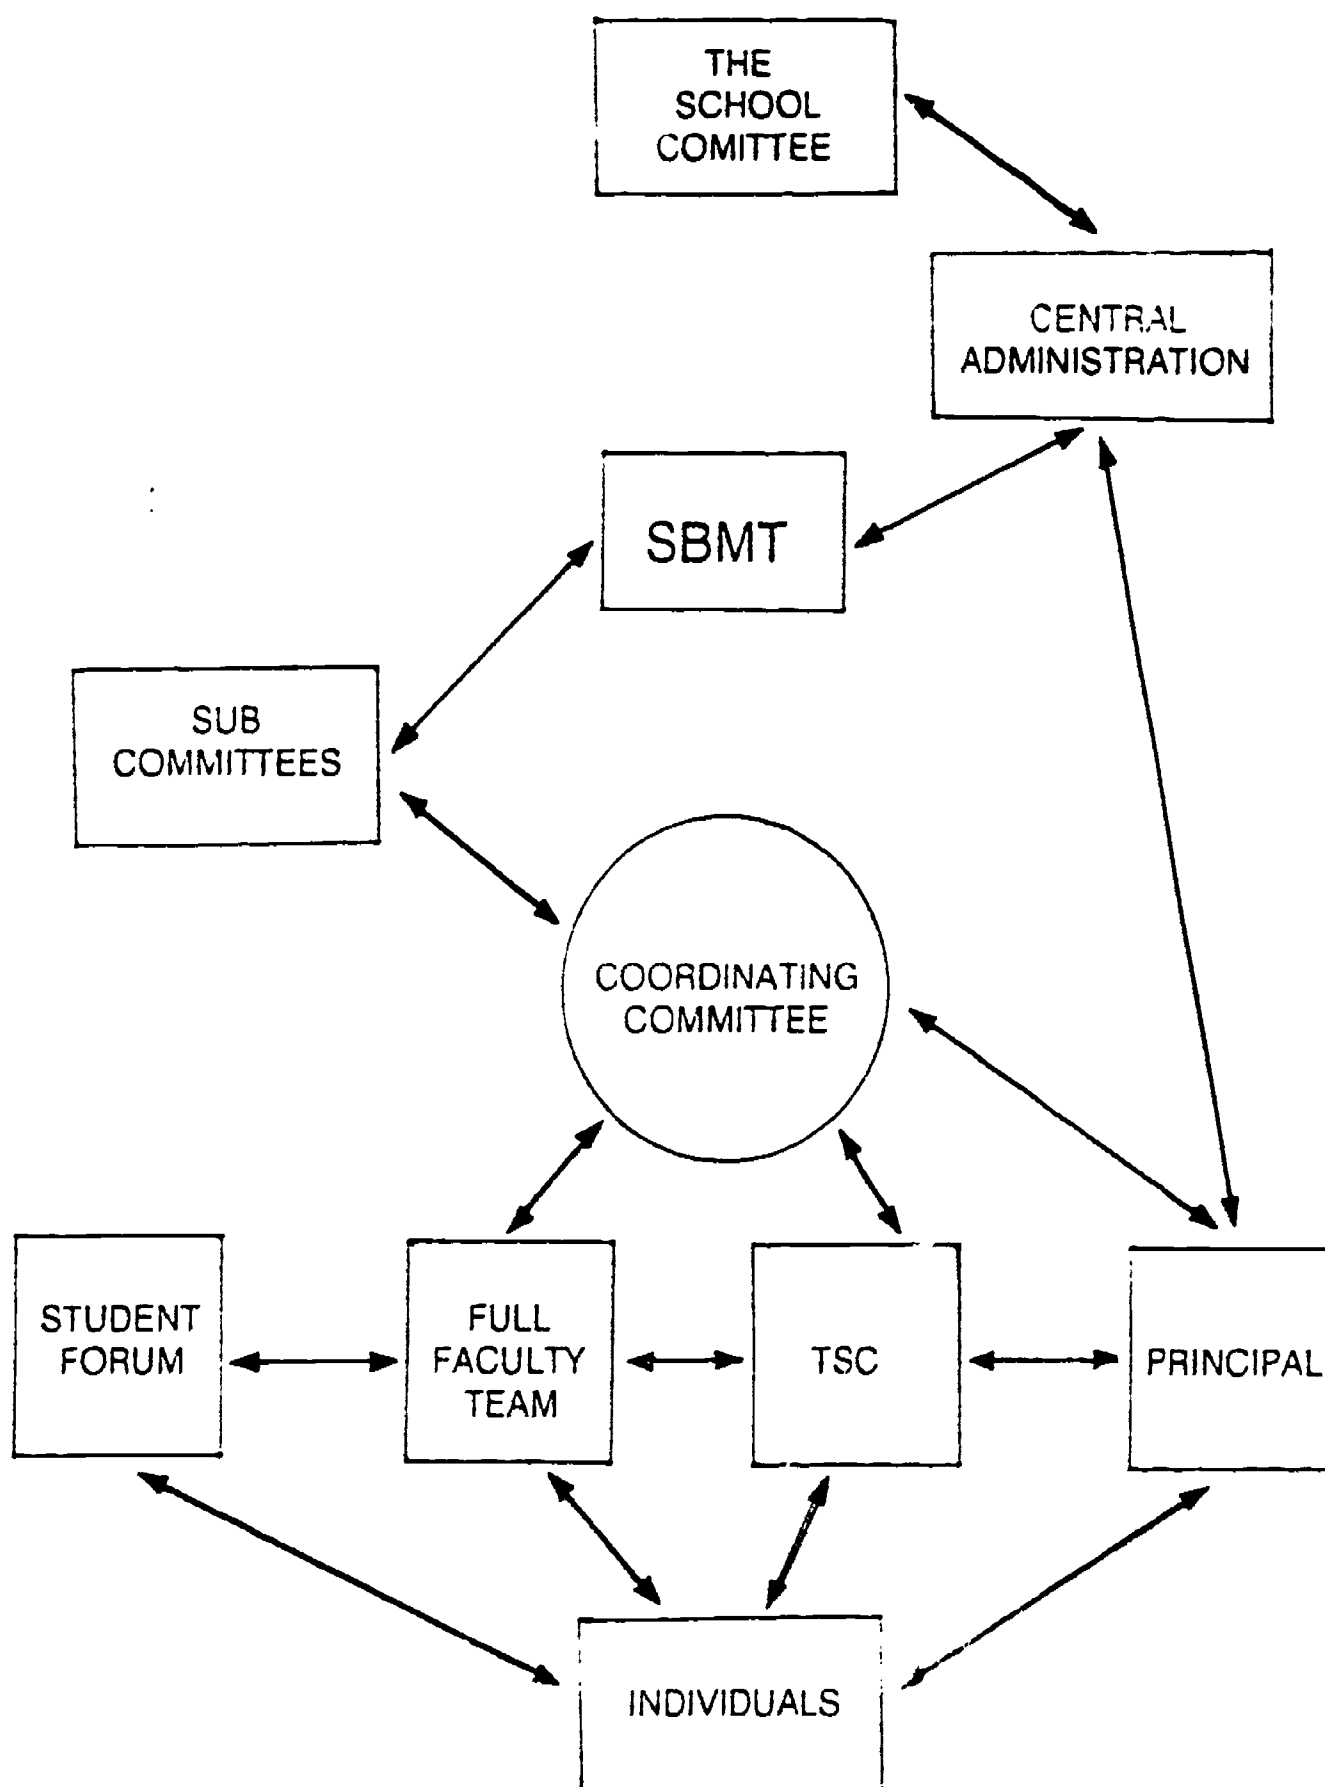 THE
SCHOOL
COMITTEE
CENTRAL
ADMINISTRATION
SBMT
SUB
COMMITTEES
COORDINATING
COMMITTEE
STUDENT
FORUM
FULL
FACULTY
TEAM
TSC
PRINCIPAL
INDIVIDUALS